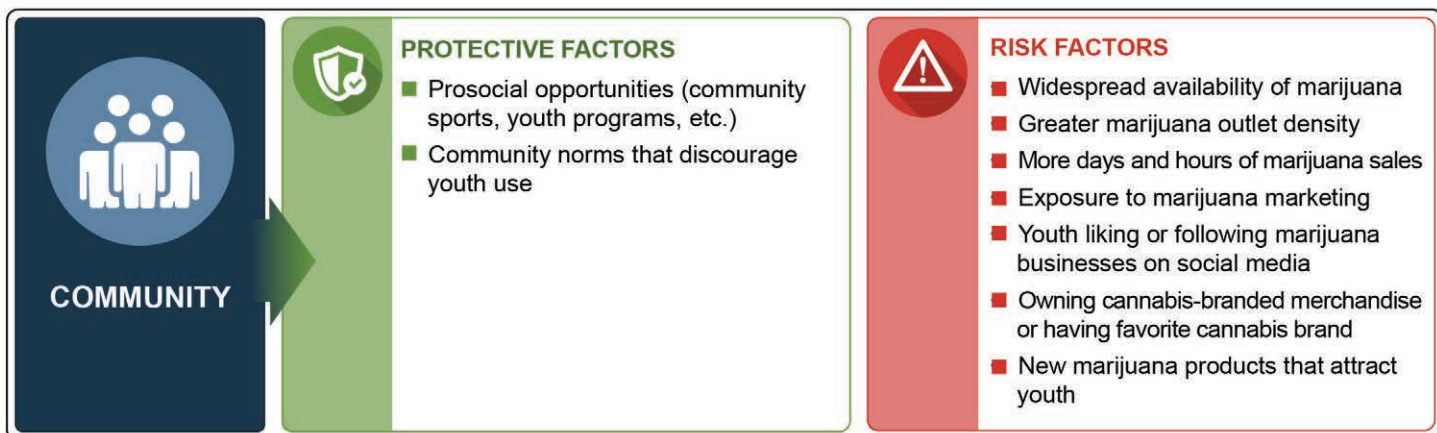 COMMUNITY
PROTECTIVE FACTORS
■ Prosocial opportunities (community
sports, youth programs, etc.)
■ Community norms that discourage
youth use
RISK FACTORS
■ Widespread availability of marijuana
■ Greater marijuana outlet density
■ More days and hours of marijuana sales
■ Exposure to marijuana marketing
■ Youth liking or following marijuana
businesses on social media
■ Owning cannabis-branded merchandise
or having favorite cannabis brand
■ New marijuana products that attract
youth